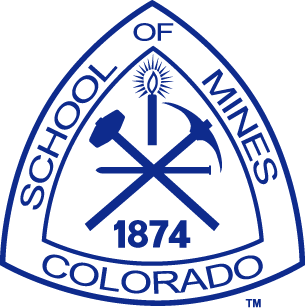 SCHOOL OF MINES
1874
COLORADO
TM